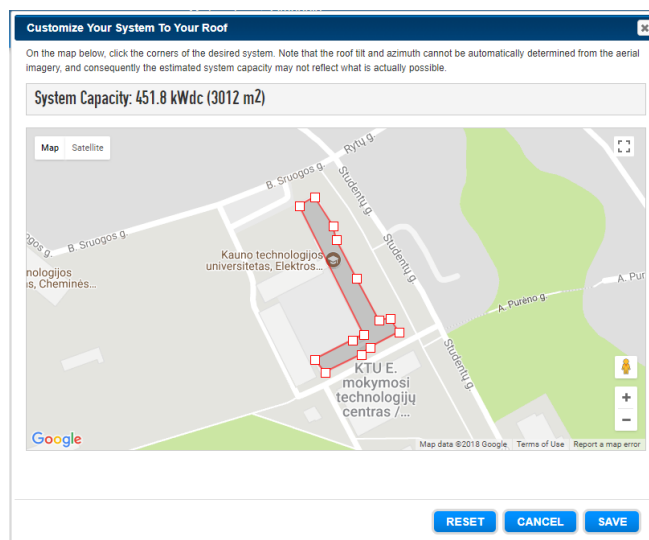 Customize Your System To Your Roof
On the map below, click the corners of the desired system. Note that the roof tilt and azimuth cannot be automatically determined from the aerial
imagery, and consequently the estimated system capacity may not reflect what is actually possible.
System Capacity: 451.8 kWdc (3012 m2)
Map Satellite
Rytų g.
B. Sruogos g.
Studentų g.
B. Sruogos g.
Kauno technologijos
universitetas, Elektros...
Studentų g.
nologijos
s, Cheminės...
A. Pur
A. Purėno g.
Studentų g.
KTU E.
mokymosi
technologijų
centras /...
Google
Map data ©2018 Google Terms of Use Report a map error
RESET CANCEL SAVE